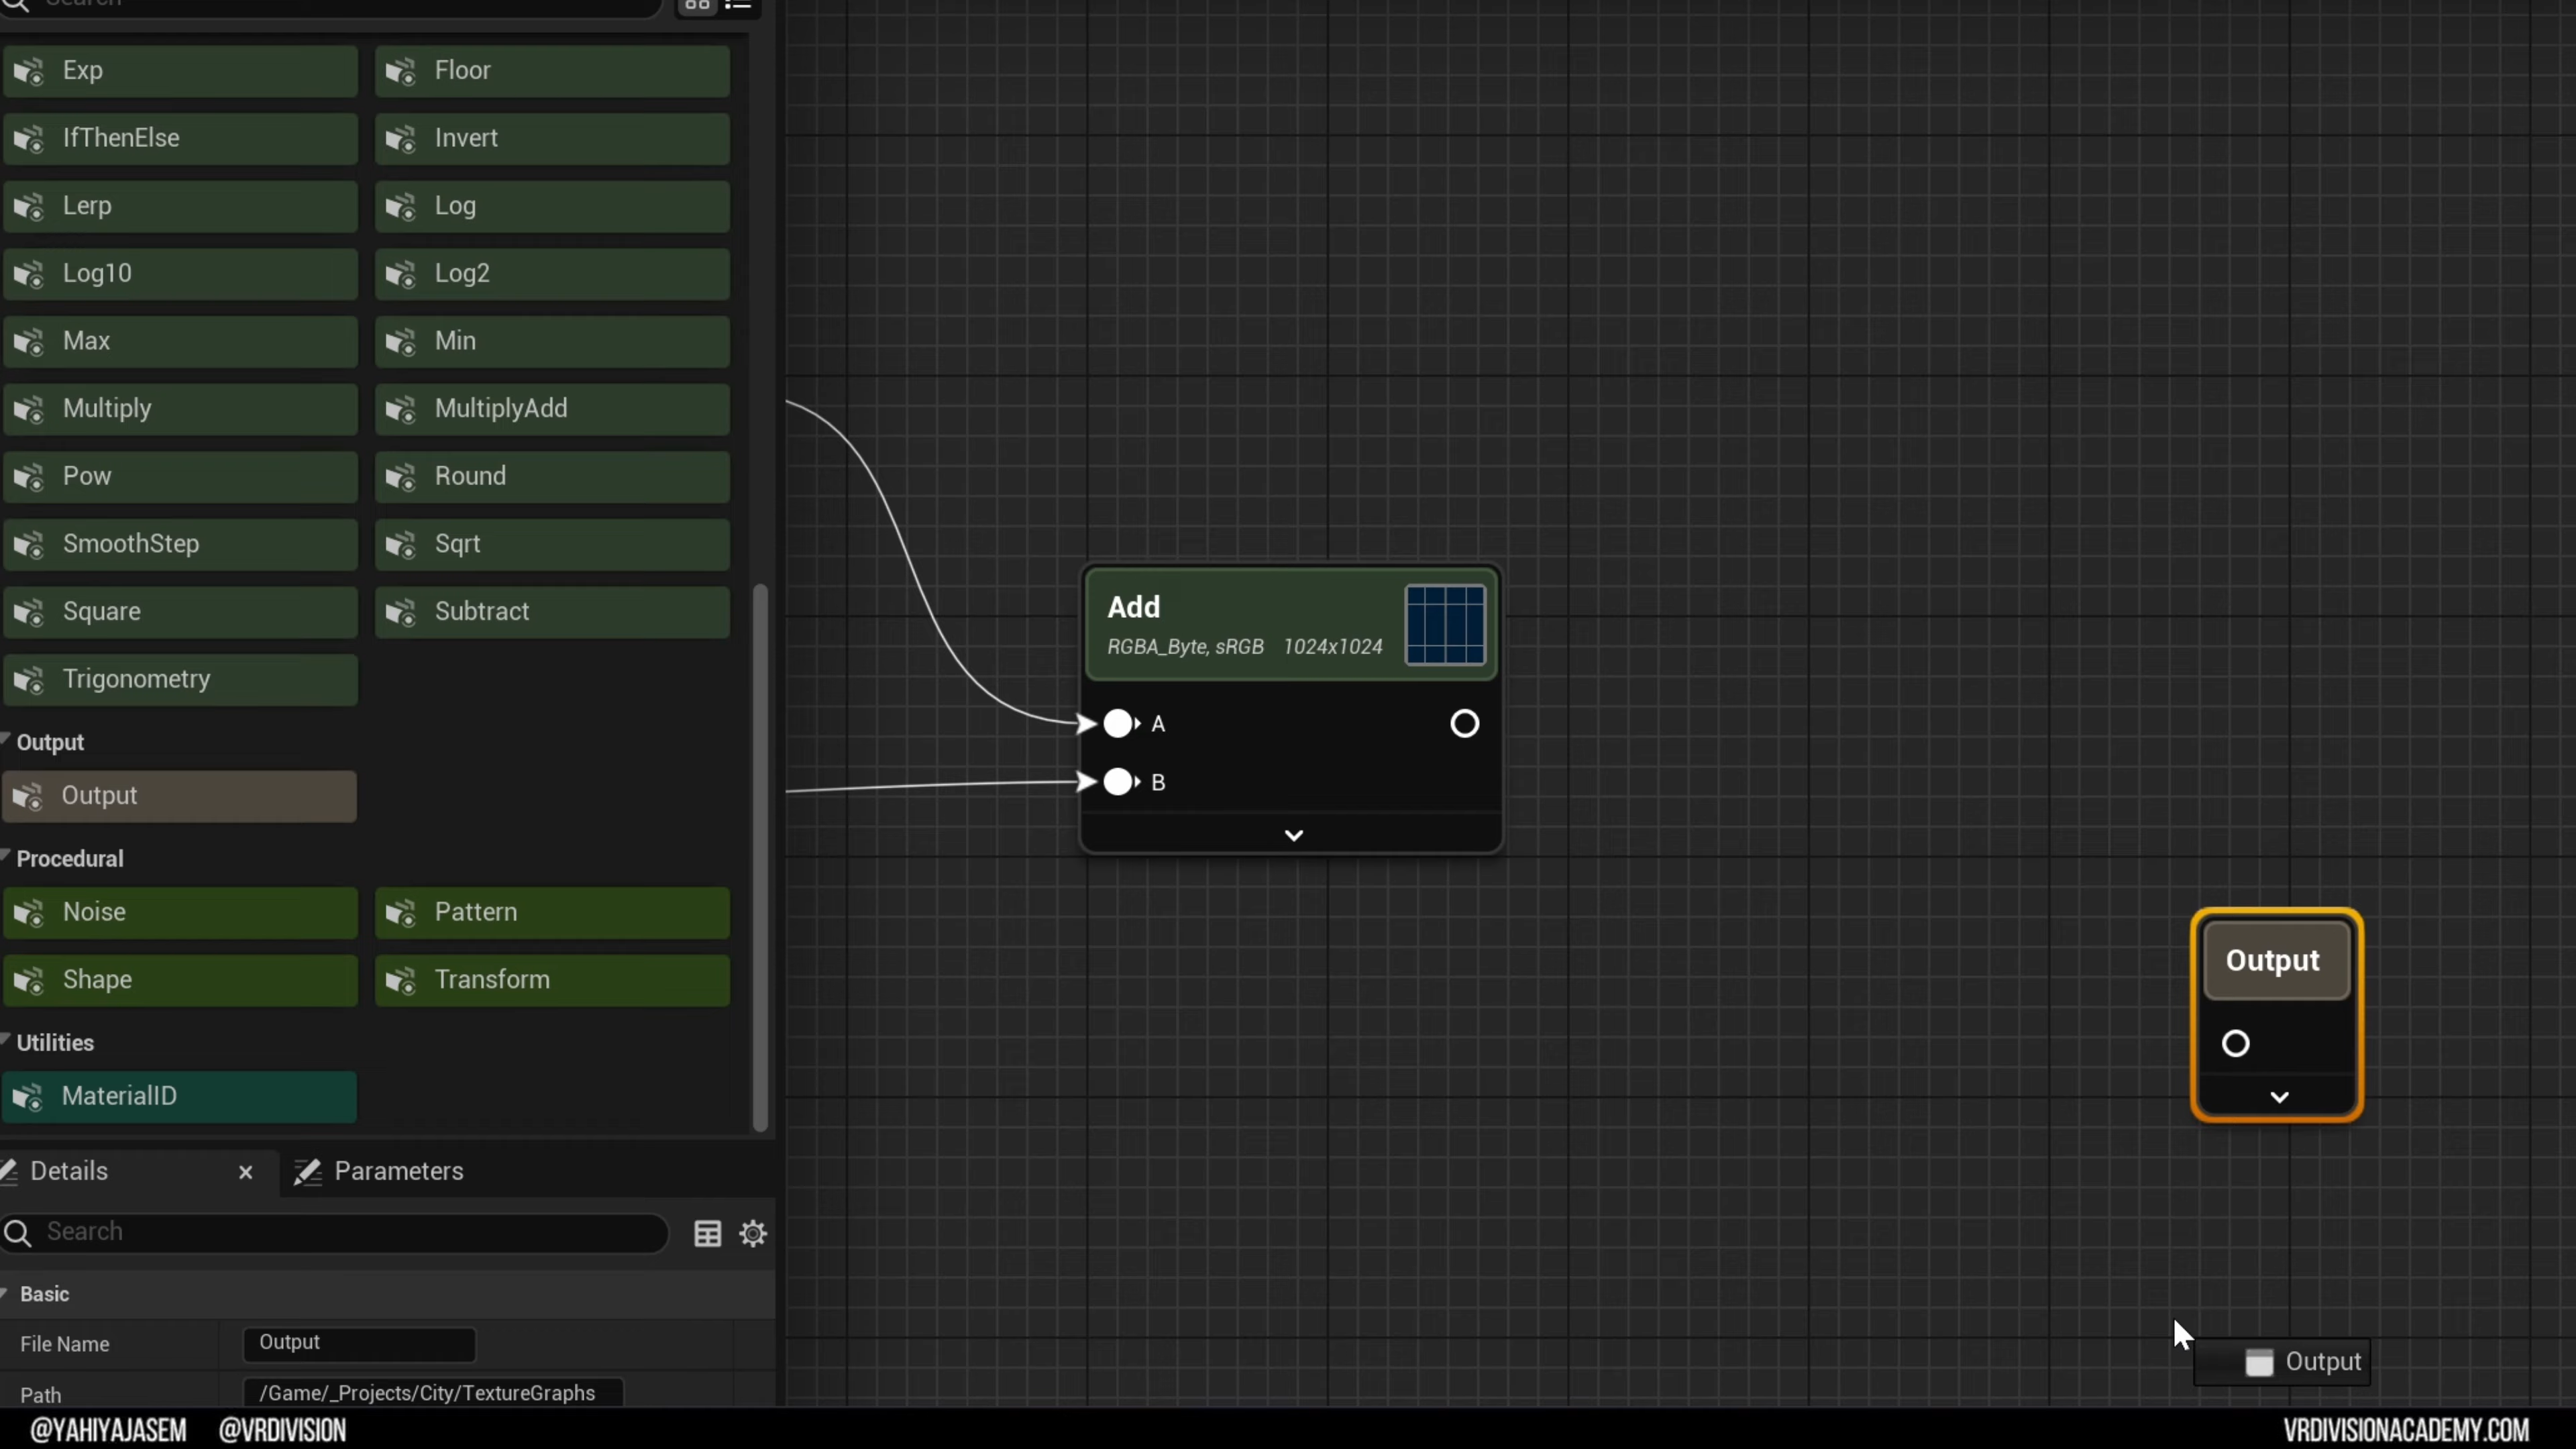 Search
Exp
Floor
IfThenElse
Invert
Lerp
Log
Log10
Log2
Max
Min
Multiply
MultiplyAdd
Pow
Round
SmoothStep
Sqrt
Square
Subtract
Trigonometry
Output
Output
Procedural
Noise
Pattern
Shape
Transform
Utilities
MaterialID
Details
Parameters
Search
Basic
File Name
Output
Path
/Game/_Projects/City/TextureGraphs
Add
RGBA_Byte, sRGB 1024x1024
A
B
Output
Output
@YAHIYAJASEM @VRDIVISION
VRDIVISIONACADEMY.COM